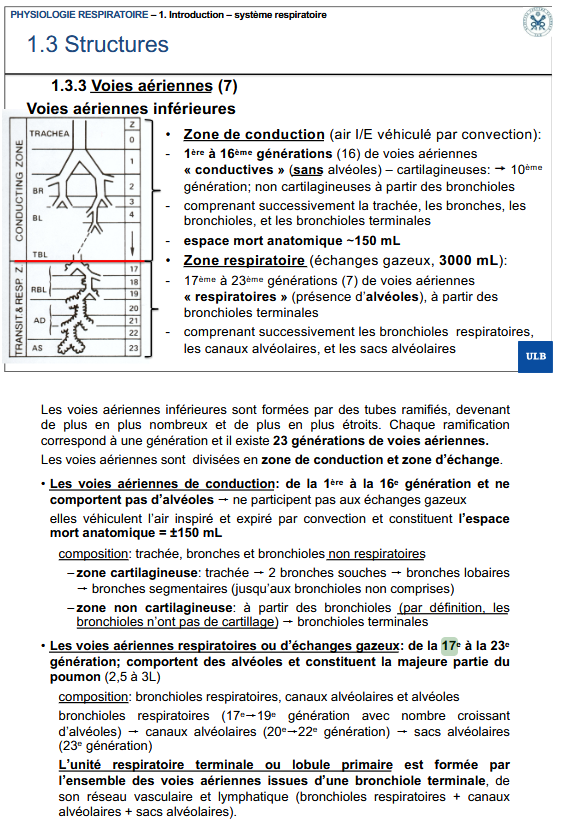 PHYSIOLOGIE RESPIRATOIRE – 1. Introduction – système respiratoire
1.3 Structures
1.3.3 Voies aériennes (7)
Voies aériennes inférieures
CONDUCTING ZONE
TRANSIT.& RESP. Z.
TRACHEA
BR
BL
TBL
RBL
AD
AS
Z
0
1
2
3
4
17
18
19
20
21
22
23
• Zone de conduction (air I/E véhiculé par convection):
- 1ère à 16ème générations (16) de voies aériennes
« conductives » (sans alvéoles) – cartilagineuses: → 10ème
génération; non cartilagineuses à partir des bronchioles
- comprenant successivement la trachée, les bronches, les
bronchioles, et les bronchioles terminales
- espace mort anatomique ~150 mL
• Zone respiratoire (échanges gazeux, 3000 mL):
- 17ème à 23ème générations (7) de voies aériennes
« respiratoires » (présence d'alvéoles), à partir des
bronchioles terminales
- comprenant successivement les bronchioles respiratoires,
les canaux alvéolaires, et les sacs alvéolaires
ULB
Les voies aériennes inférieures sont formées par des tubes ramifiés, devenant
de plus en plus nombreux et de plus en plus étroits. Chaque ramification
correspond à une génération et il existe 23 générations de voies aériennes.
Les voies aériennes sont divisées en zone de conduction et zone d'échange.
• Les voies aériennes de conduction: de la 1ère à la 16e génération et ne
comportent pas d'alvéoles → ne participent pas aux échanges gazeux
elles véhiculent l'air inspiré et expiré par convection et constituent l'espace
mort anatomique = ±150 mL
composition: trachée, bronches et bronchioles non respiratoires
– zone cartilagineuse: trachée → 2 bronches souches → bronches lobaires
→ bronches segmentaires (jusqu'aux bronchioles non comprises)
– zone non cartilagineuse: à partir des bronchioles (par définition, les
bronchioles n'ont pas de cartillage) → bronchioles terminales
• Les voies aériennes respiratoires ou d'échanges gazeux: de la 17e à la 23e
génération; comportent des alvéoles et constituent la majeure partie du
poumon (2,5 à 3L)
composition: bronchioles respiratoires, canaux alvéolaires et alvéoles
bronchioles respiratoires (17e→19e génération avec nombre croissant
d'alvéoles) → canaux alvéolaires (20e→22e génération) → sacs alvéolaires
(23e génération)
L'unité respiratoire terminale ou lobule primaire est formée par
l'ensemble des voies aériennes issues d'une bronchiole terminale, de
son réseau vasculaire et lymphatique (bronchioles respiratoires + canaux
alvéolaires + sacs alvéolaires).